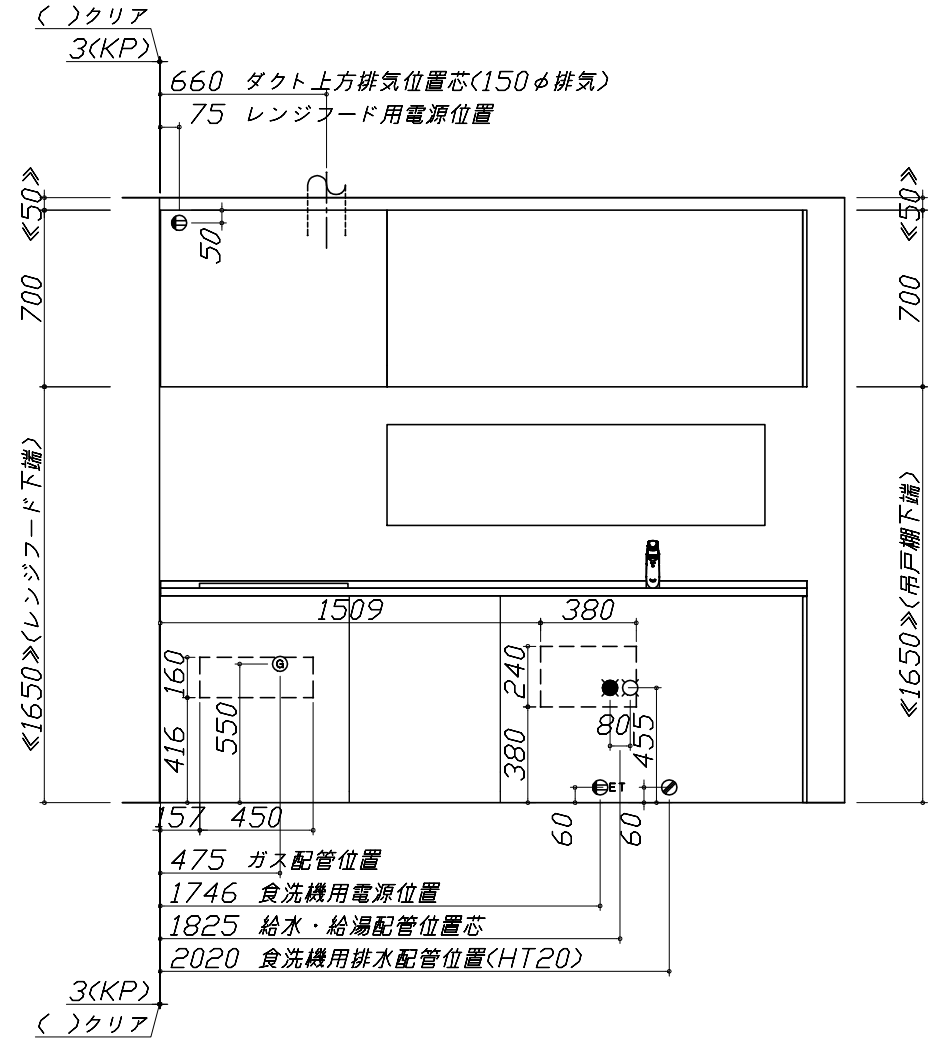 ( )クリア
3(KP)
660 ダクト上方排気位置芯(150φ排気)
75 レンジフード用電源位置
≪50≫
≪50≫
50
700
700
≪1650≫(レンジフード下端)
≪1650≫(吊戸棚下端)
1509
380
160
G
550
416
240
380
80
455
ET
60
60
157
450
475 ガス配管位置
1746 食洗機用電源位置
1825 給水・給湯配管位置芯
2020 食洗機用排水配管位置(HT20)
3(KP)
( )クリア